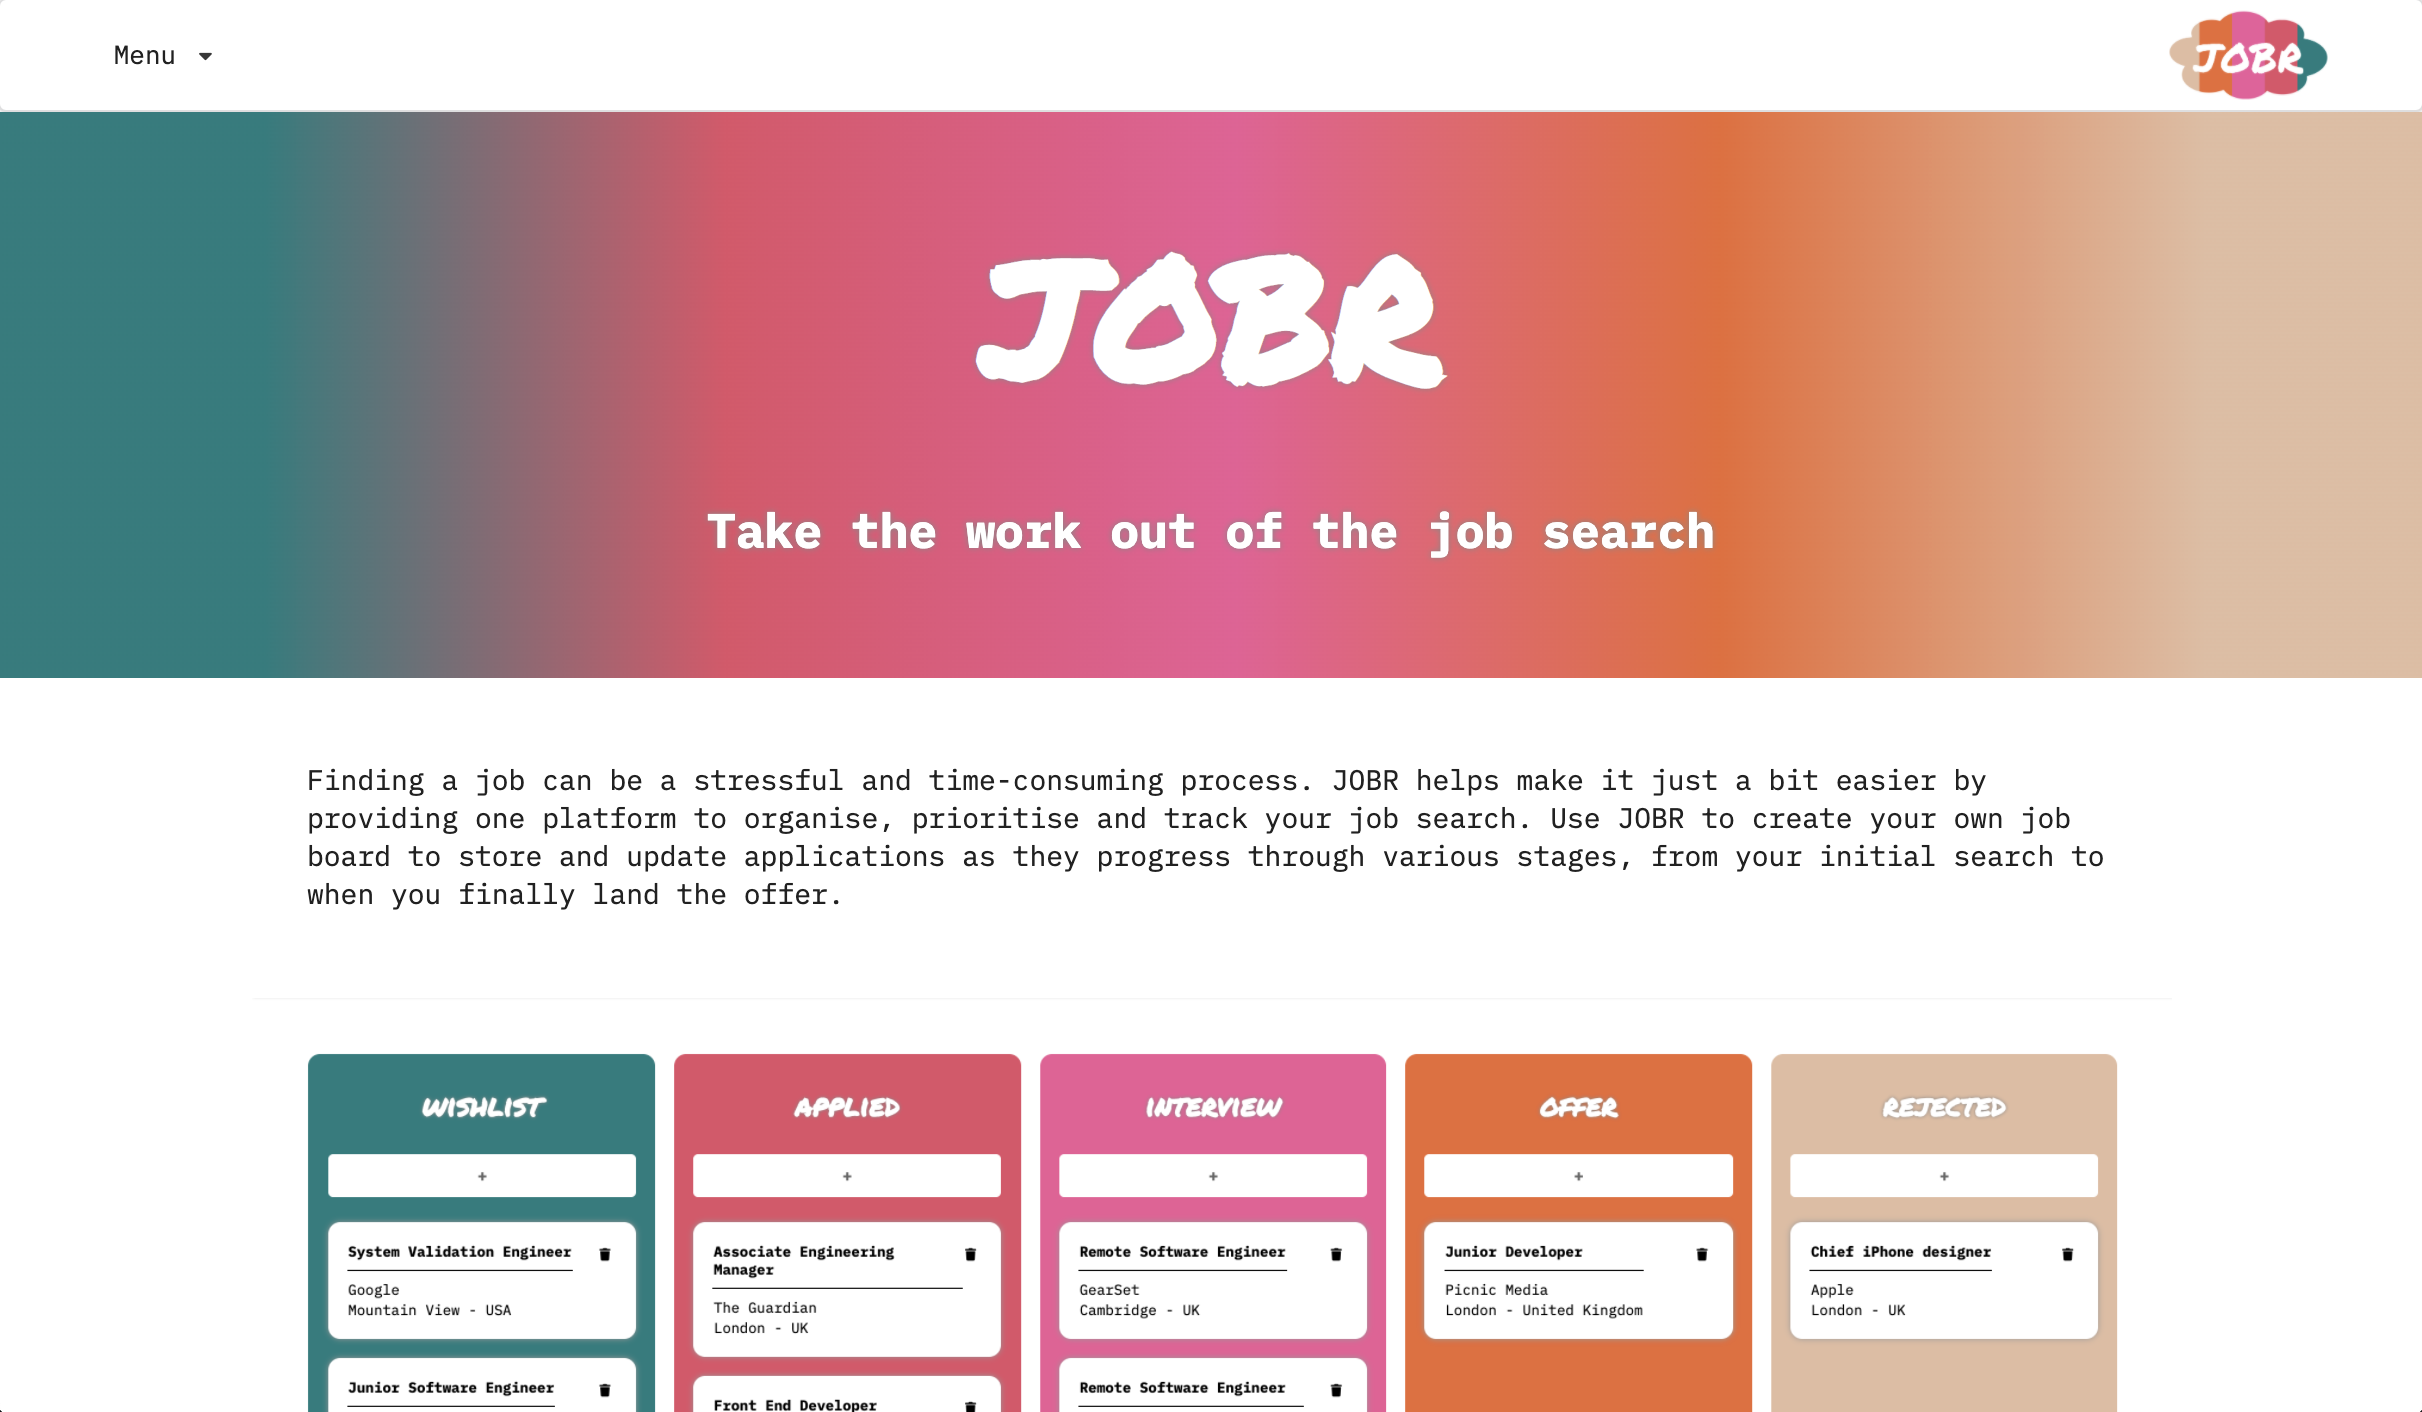 Menu
JOBR
JOBR
Take the work out of the job search
Finding a job can be a stressful and time-consuming process. JOBR helps make it just a bit easier by
providing one platform to organise, prioritise and track your job search. Use JOBR to create your own job
board to store and update applications as they progress through various stages, from your initial search to
when you finally land the offer.
WISHLIST
+
System Validation Engineer
Google
Mountain View - USA
Junior Software Engineer
APPLIED
+
Associate Engineering
Manager
The Guardian
London - UK
Front End Developer
INTERVIEW
+
Remote Software Engineer
GearSet
Cambridge - UK
Remote Software Engineer
OFFER
+
Junior Developer
Picnic Media
London - United Kingdom
REJECTED
+
Chief iPhone designer
Apple
London - UK